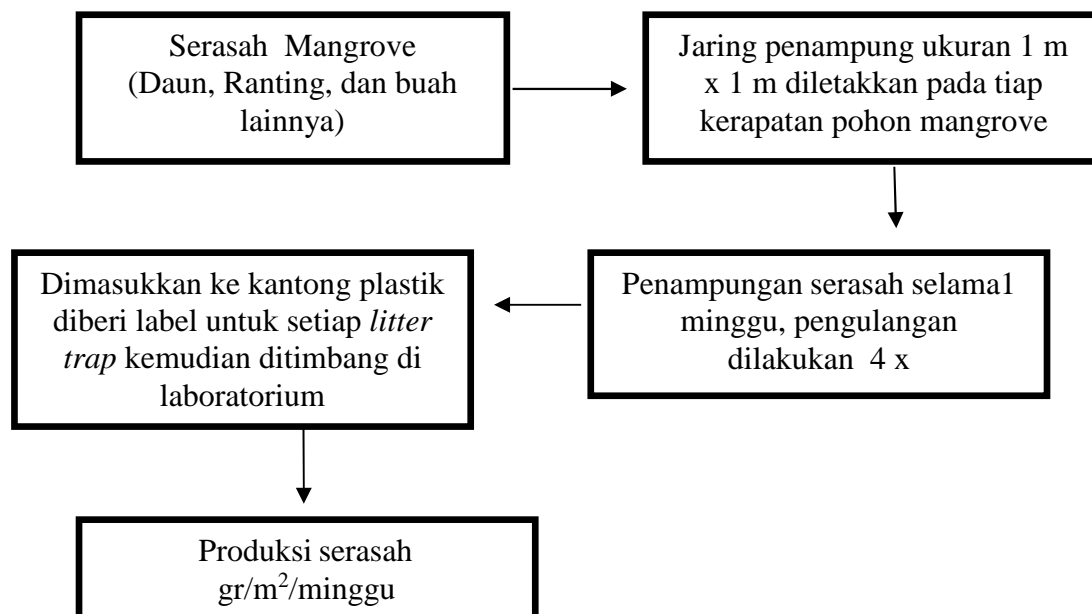 Serasah Mangrove
(Daun, Ranting, dan buah
lainnya)
Jaring penampung ukuran 1 m
x 1 m diletakkan pada tiap
kerapatan pohon mangrove
Penampungan serasah selama1
minggu, pengulangan
dilakukan 4 x
Dimasukkan ke kantong plastik
diberi label untuk setiap litter
trap kemudian ditimbang di
laboratorium
Produksi serasah
gr/m²/minggu